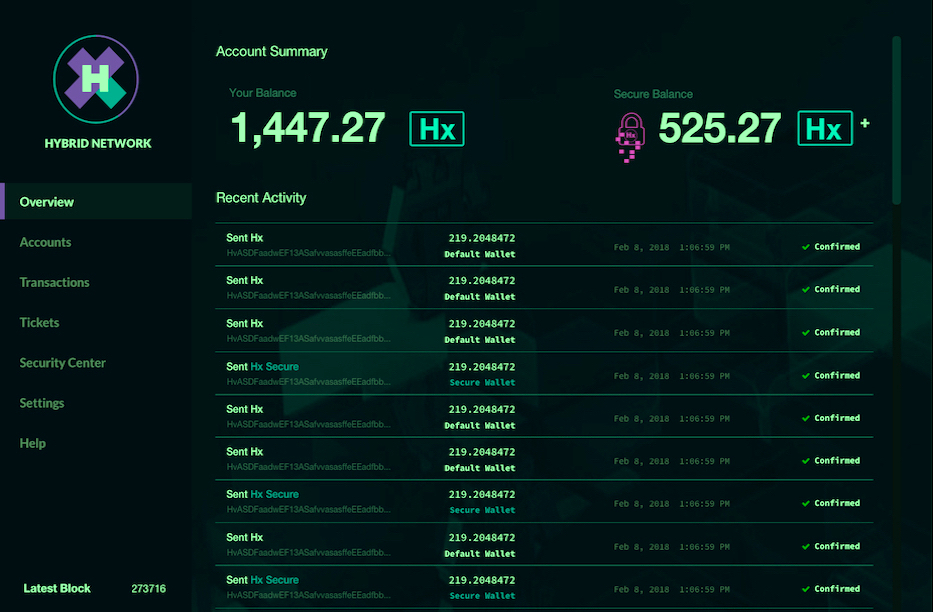 H
HYBRID NETWORK
Overview
Accounts
Transactions
Tickets
Security Center
Settings
Help
Latest Block 273716
Account Summary
Your Balance
1,447.27 Hx
Secure Balance
Hx
525.27 Hx +
Recent Activity
Sent Hx 219.2048472
HvASDFaadwEF13ASafvvasasffeEEadfbb... Default Wallet Feb 8, 2018 1:06:59 PM Confirmed
Sent Hx 219.2048472
HvASDFaadwEF13ASafvvasasffeEEadfbb... Default Wallet Feb 8, 2018 1:06:59 PM Confirmed
Sent Hx 219.2048472
HvASDFaadwEF13ASafvvasasffeEEadfbb... Default Wallet Feb 8, 2018 1:06:59 PM Confirmed
Sent Hx Secure 219.2048472
HvASDFaadwEF13ASafvvasasffeEEadfbb... Secure Wallet Feb 8, 2018 1:06:59 PM Confirmed
Sent Hx 219.2048472
HvASDFaadwEF13ASafvvasasffeEEadfbb... Default Wallet Feb 8, 2018 1:06:59 PM Confirmed
Sent Hx 219.2048472
HvASDFaadwEF13ASafvvasasffeEEadfbb... Default Wallet Feb 8, 2018 1:06:59 PM Confirmed
Sent Hx Secure 219.2048472
HvASDFaadwEF13ASafvvasasffeEEadfbb... Secure Wallet Feb 8, 2018 1:06:59 PM Confirmed
Sent Hx 219.2048472
HvASDFaadwEF13ASafvvasasffeEEadfbb... Default Wallet Feb 8, 2018 1:06:59 PM Confirmed
Sent Hx Secure 219.2048472
HvASDFaadwEF13ASafvvasasffeEEadfbb... Secure Wallet Feb 8, 2018 1:06:59 PM Confirmed